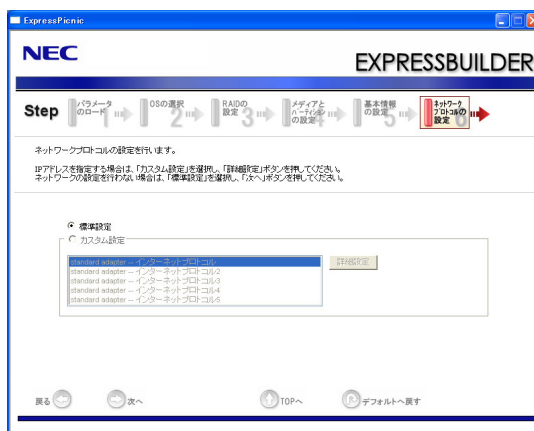 ExpressPicnic
NEC
EXPRESSBUILDER
Step
パラメータのロード 1
OSの選択 2
RAIDの設定 3
メディアとパーティションの設定 4
基本情報の設定 5
ネットワークプロトコルの設定 6
ネットワークプロトコルの設定を行います。
IPアドレスを指定する場合は、「カスタム設定」を選択し、「詳細設定」ボタンを押してください。
ネットワークの設定を行わない場合は、「標準設定」を選択し、「次へ」ボタンを押してください。
標準設定
カスタム設定
standard adapter -- インターネットプロトコル
詳細設定
standard adapter -- インターネットプロトコル2
standard adapter -- インターネットプロトコル3
standard adapter -- インターネットプロトコル4
standard adapter -- インターネットプロトコル5
戻る
次へ
TOPへ
デフォルトへ戻す